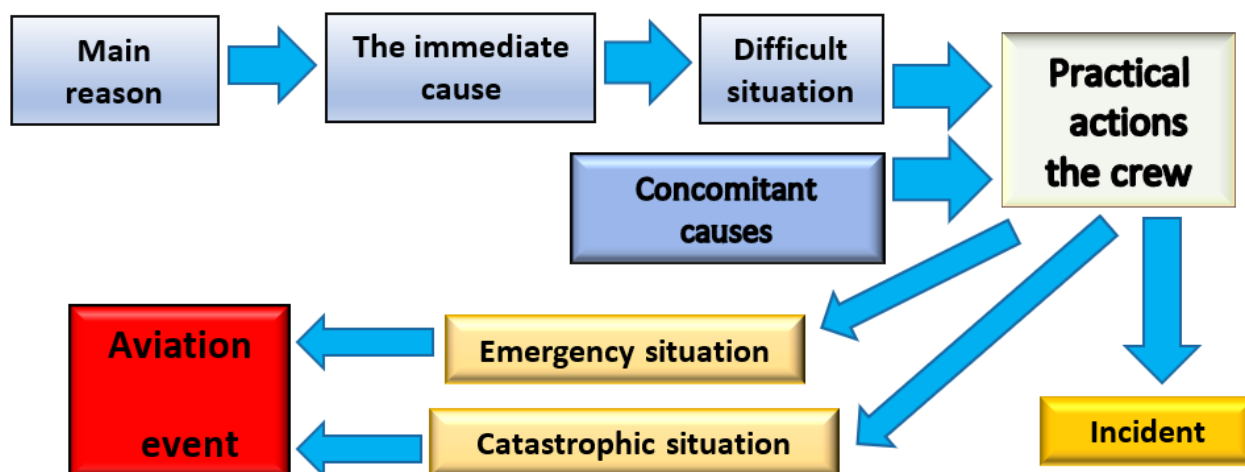 Main
reason
The immediate
cause
Difficult
situation
Practical
actions
the crew
Concomitant
causes
Aviation
event
Emergency situation
Catastrophic situation
Incident